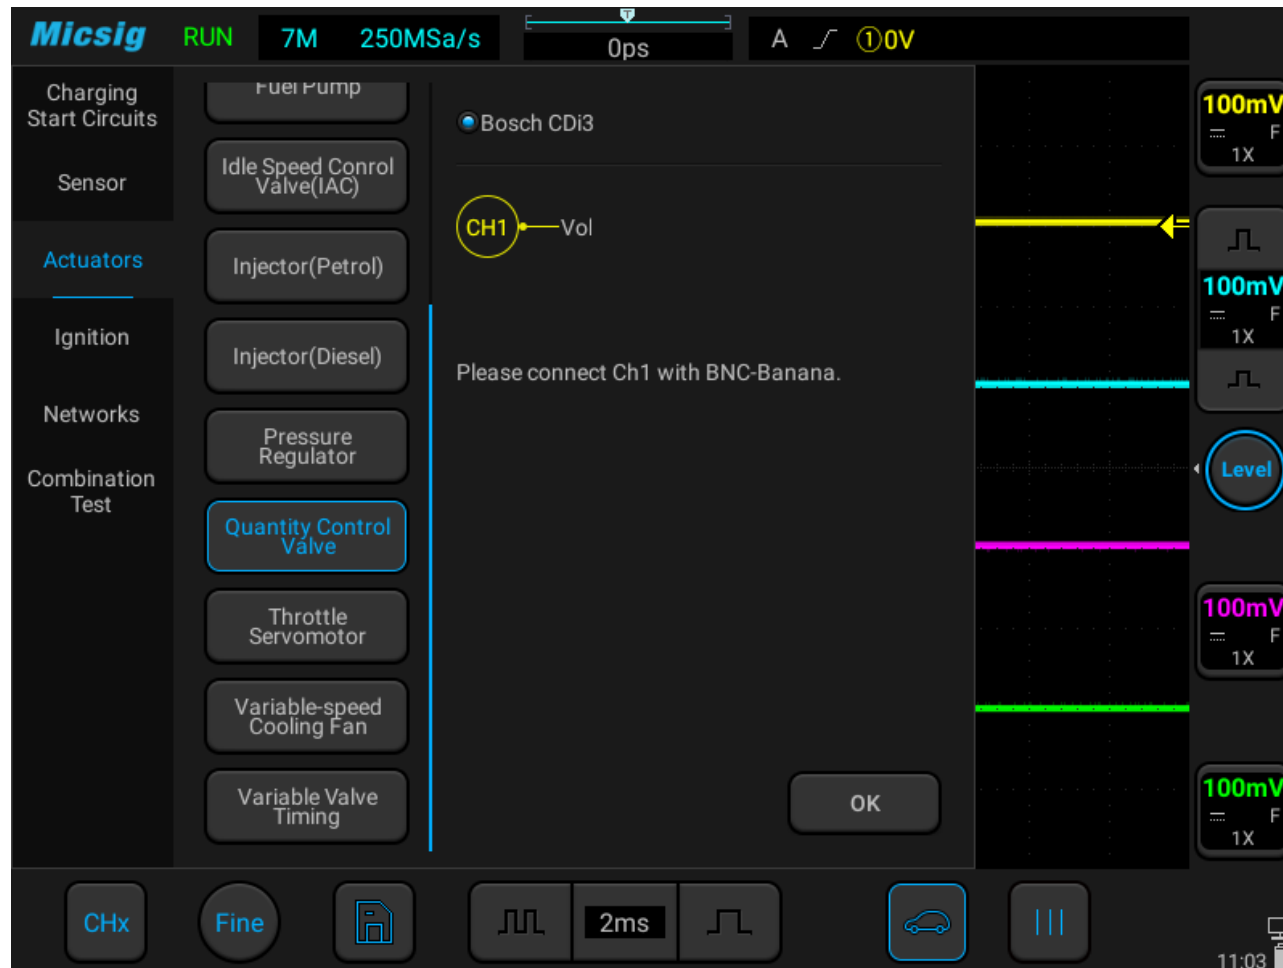 Micsig RUN 7M 250MSa/s T 0ps A ①0V
Charging
Start Circuits
Sensor
Actuators
Ignition
Networks
Combination
Test
Fuel Pump
Idle Speed Conrol
Valve(IAC)
Injector(Petrol)
Injector(Diesel)
Pressure
Regulator
Quantity Control
Valve
Throttle
Servomotor
Variable-speed
Cooling Fan
Variable Valve
Timing
Bosch CDi3
CH1 Vol
Please connect Ch1 with BNC-Banana.
OK
100mV
F
1X
100mV
F
1X
Level
100mV
F
1X
100mV
F
1X
CHx Fine 2ms
11:03